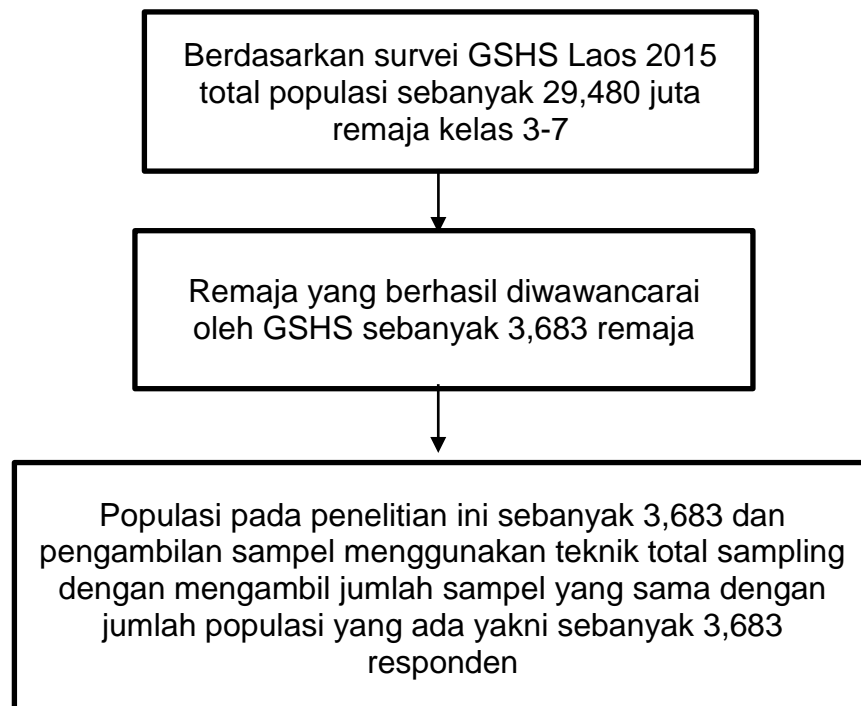 Berdasarkan survei GSHS Laos 2015
total populasi sebanyak 29,480 juta
remaja kelas 3-7
Remaja yang berhasil diwawancarai
oleh GSHS sebanyak 3,683 remaja
Populasi pada penelitian ini sebanyak 3,683 dan
pengambilan sampel menggunakan teknik total sampling
dengan mengambil jumlah sampel yang sama dengan
jumlah populasi yang ada yakni sebanyak 3,683
responden